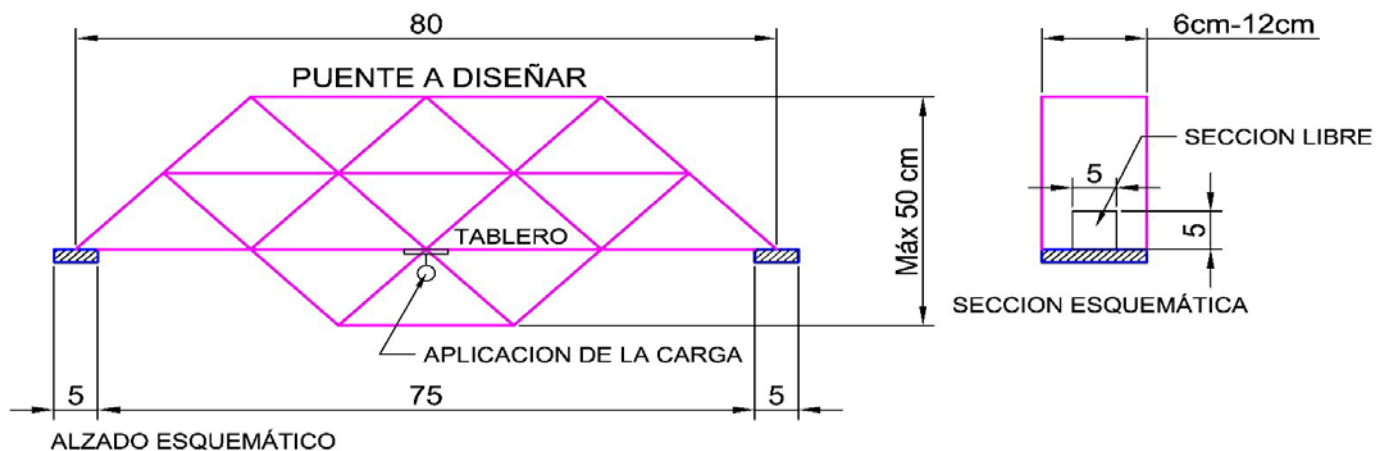 80
6cm-12cm
PUENTE A DISEÑAR
SECCION LIBRE
5
Máx 50 cm
5
TABLERO
SECCION ESQUEMÁTICA
APLICACION DE LA CARGA
5
75
5
ALZADO ESQUEMÁTICO